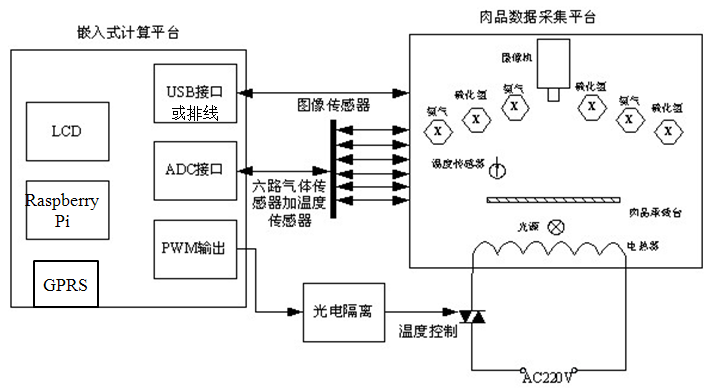 嵌入式计算平台
肉品数据采集平台
USB接口
或排线
LCD
ADC接口
Raspberry
Pi
PWM输出
GPRS
图像传感器
六路气体传
感器加温度
传感器
光电隔离
温度控制
摄像机
氨气
硫化氢
氨气
硫化氢
氨气
硫化氢
X
X
X
X
X
X
温度传感器
肉品承载台
光源
电热器
AC220V